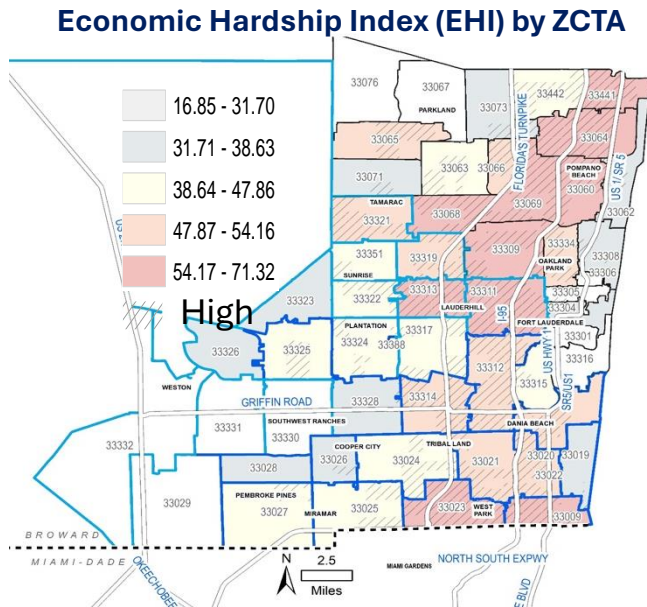 Economic Hardship Index (EHI) by ZCTA
16.85 - 31.70
31.71 - 38.63
38.64 - 47.86
47.87 - 54.16
54.17 - 71.32
High
33076
33067
PARKLAND
33073
33442
33441
FLORIDA'S TURNPIKE
33065
33063
33066
33064
POMPANO
BEACH
33060
US 1/ SR 5
33062
33071
TAMARAC
33321
33068
33069
33351
33319
33309
33334
OAKLAND
PARK
33308
33306
SUNRISE
33322
33313
33311
LAUDERHILL
33305
33304
I-95
FORT LAUDERDALE
33323
PLANTATION
33324
33388
33317
33301
33316
US HWY 1
SR5/US1
33326
33325
33312
33315
WESTON
GRIFFIN ROAD
33328
33314
DANIA BEACH
33332
33331
33330
SOUTHWEST RANCHES
COOPER CITY
TRIBAL LAND
33028
33026
33024
33021
33020
33019
33022
33029
PEMBROKE PINES
33027
MIRAMAR
33025
33023
WEST
PARK
33009
BROWARD
MIAMI-DADE
N
2.5
Miles
MIAMI GARDENS
NORTH SOUTH EXPWY